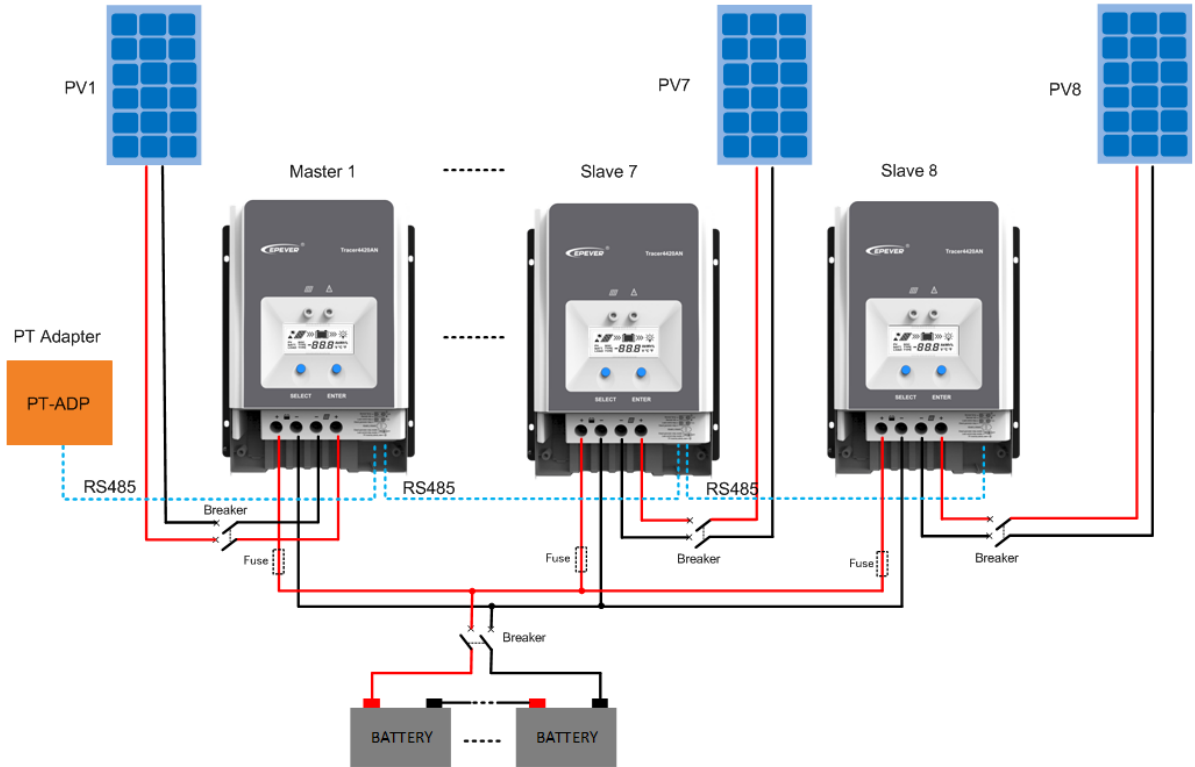 PV1
PV7
PV8
Master 1
Slave 7
Slave 8
EPEVER®
Tracer4420AN
EPEVER®
Tracer4420AN
EPEVER®
Tracer4420AN
SELECT ENTER
SELECT ENTER
SELECT ENTER
PT Adapter
PT-ADP
RS485
RS485
RS485
Breaker
Fuse
Fuse
Breaker
Fuse
Breaker
Breaker
BATTERY
BATTERY